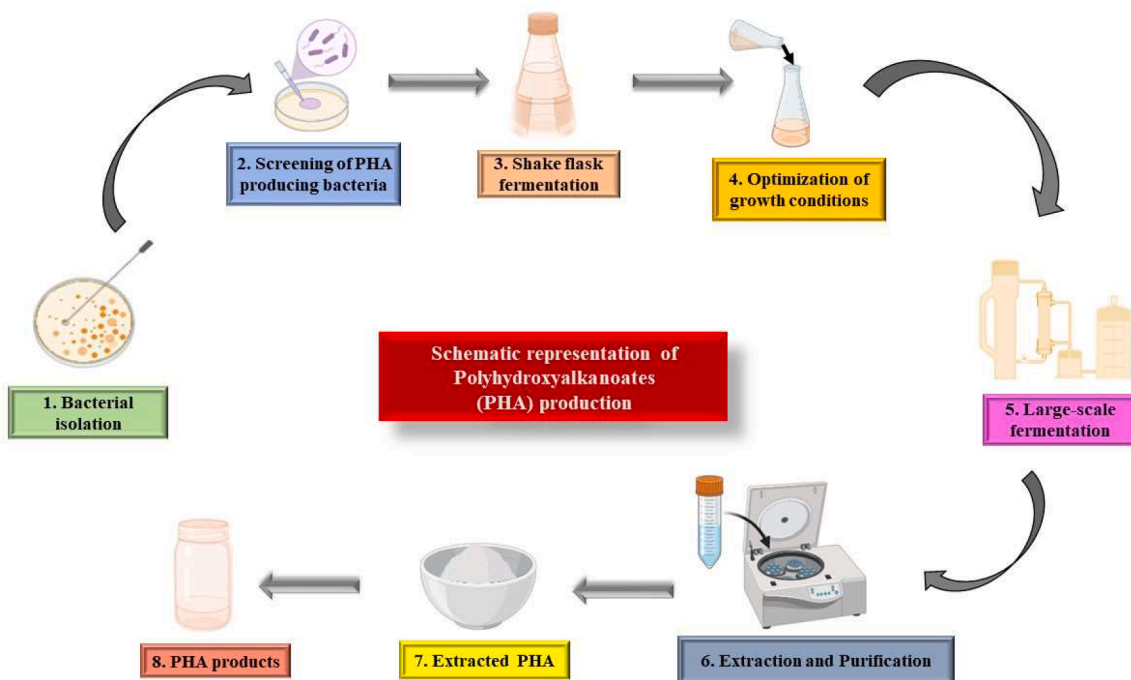 2. Screening of PHA
producing bacteria
3. Shake flask
fermentation
4. Optimization of
growth conditions
1. Bacterial
isolation
Schematic representation of
Polyhydroxyalkanoates
(PHA) production
5. Large-scale
fermentation
8. PHA products
7. Extracted PHA
6. Extraction and Purification